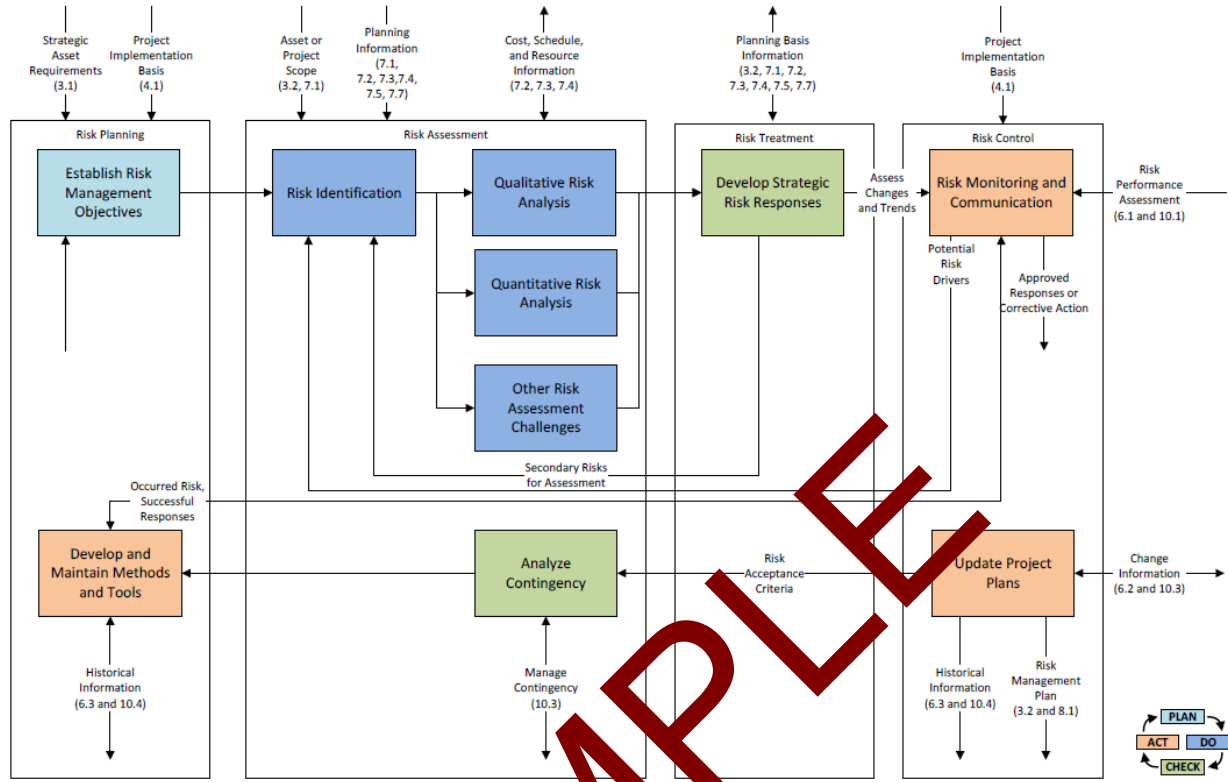 Strategic
Asset
Requirements
(3.1)
Project
Implementation
Basis
(4.1)
Asset or
Project
Scope
(3.2, 7.1)
Planning
Information
(7.1,
7.2, 7.3,7.4,
7.5, 7.7)
Cost, Schedule,
and Resource
Information
(7.2, 7.3, 7.4)
Planning Basis
Information
(3.2, 7.1, 7.2,
7.3, 7.4, 7.5, 7.7)
Project
Implementation
Basis
(4.1)
Risk Planning
Risk Assessment
Risk Treatment
Risk Control
Establish Risk
Management
Objectives
Risk Identification
Qualitative Risk
Analysis
Develop Strategic
Risk Responses
Assess
Changes
and Trends
Risk Monitoring and
Communication
Risk
Performance
Assessment
(6.1 and 10.1)
Potential
Risk
Drivers
Approved
Responses or
Corrective Action
Quantitative Risk
Analysis
Other Risk
Assessment
Challenges
Secondary Risks
for Assessment
Occurred Risk,
Successful
Responses
Develop and
Maintain Methods
and Tools
Analyze
Contingency
Risk
Acceptance
Criteria
Update Project
Plans
Change
Information
(6.2 and 10.3)
Historical
Information
(6.3 and 10.4)
Manage
Contingency
(10.3)
Historical
Information
(6.3 and 10.4)
Risk
Management
Plan
(3.2 and 8.1)
PLAN
ACT
DO
CHECK
MPLE